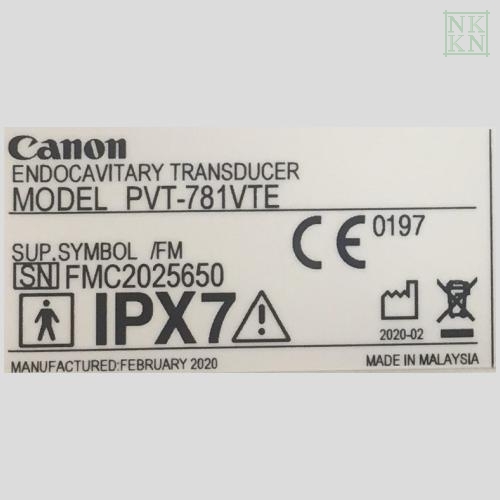 NK
KN
Canon
ENDOCAVITARY TRANSDUCER
MODEL PVT-781VTE
CE 0197
SUP.SYMBOL /FM
SN FMC2025650
IPX7
2020-02
MANUFACTURED:FEBRUARY 2020
MADE IN MALAYSIA